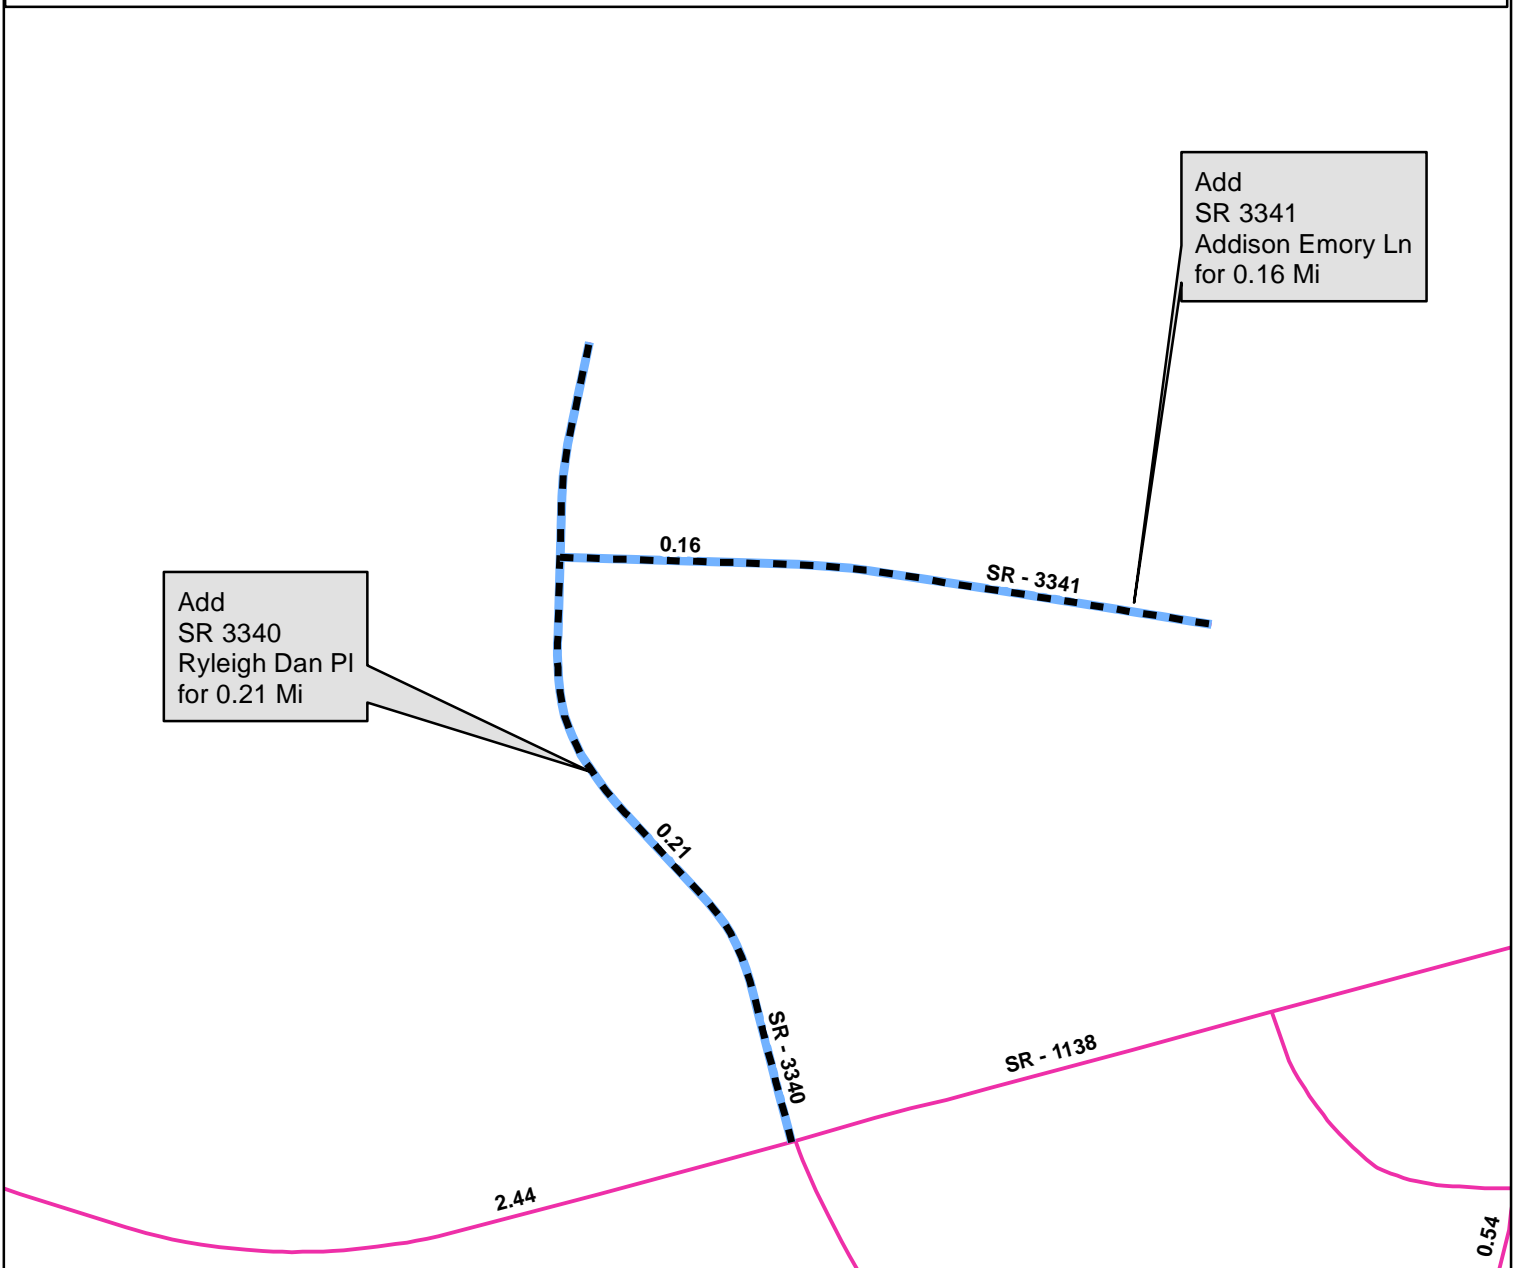 Add
SR 3341
Addison Emory Ln
for 0.16 Mi
0.16
SR - 3341
Add
SR 3340
Ryleigh Dan Pl
for 0.21 Mi
0.21
SR - 3340
SR - 1138
2.44
0.54